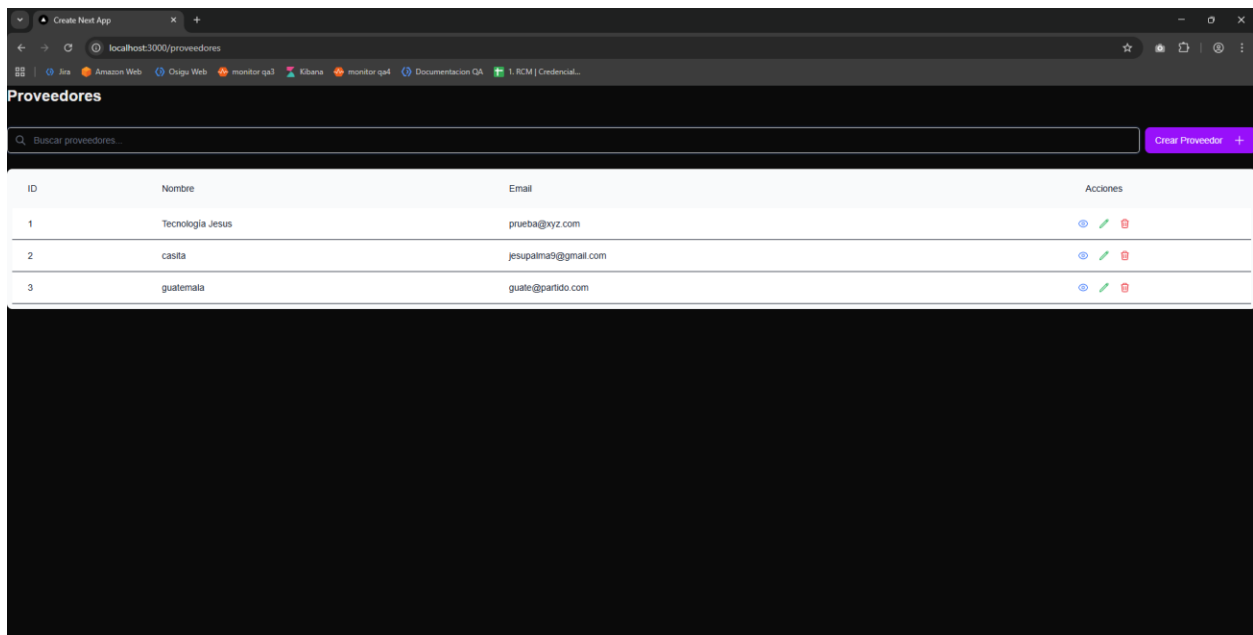 Create Next App
localhost:3000/proveedores
Jira Amazon Web Osigu Web monitor qa3 Kibana monitor qa4 Documentacion QA 1. RCM | Credencial...
Proveedores
Buscar proveedores... Crear Proveedor
ID Nombre Email Acciones
1 Tecnología Jesus prueba@xyz.com
2 casita jesupalma9@gmail.com
3 guatemala guate@partido.com